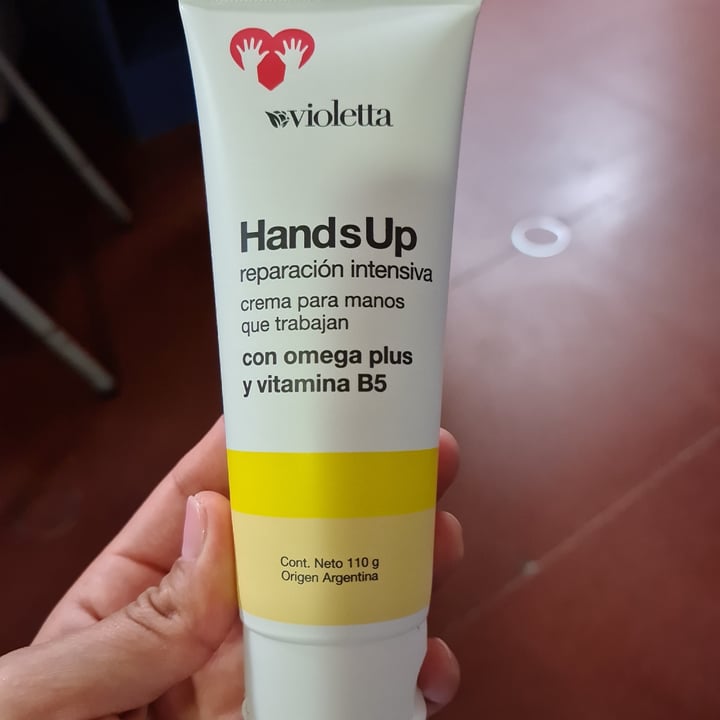 violetta
HandsUp
reparación intensiva
crema para manos
que trabajan
con omega plus
y vitamina B5
Cont. Neto 110 g
Origen Argentina